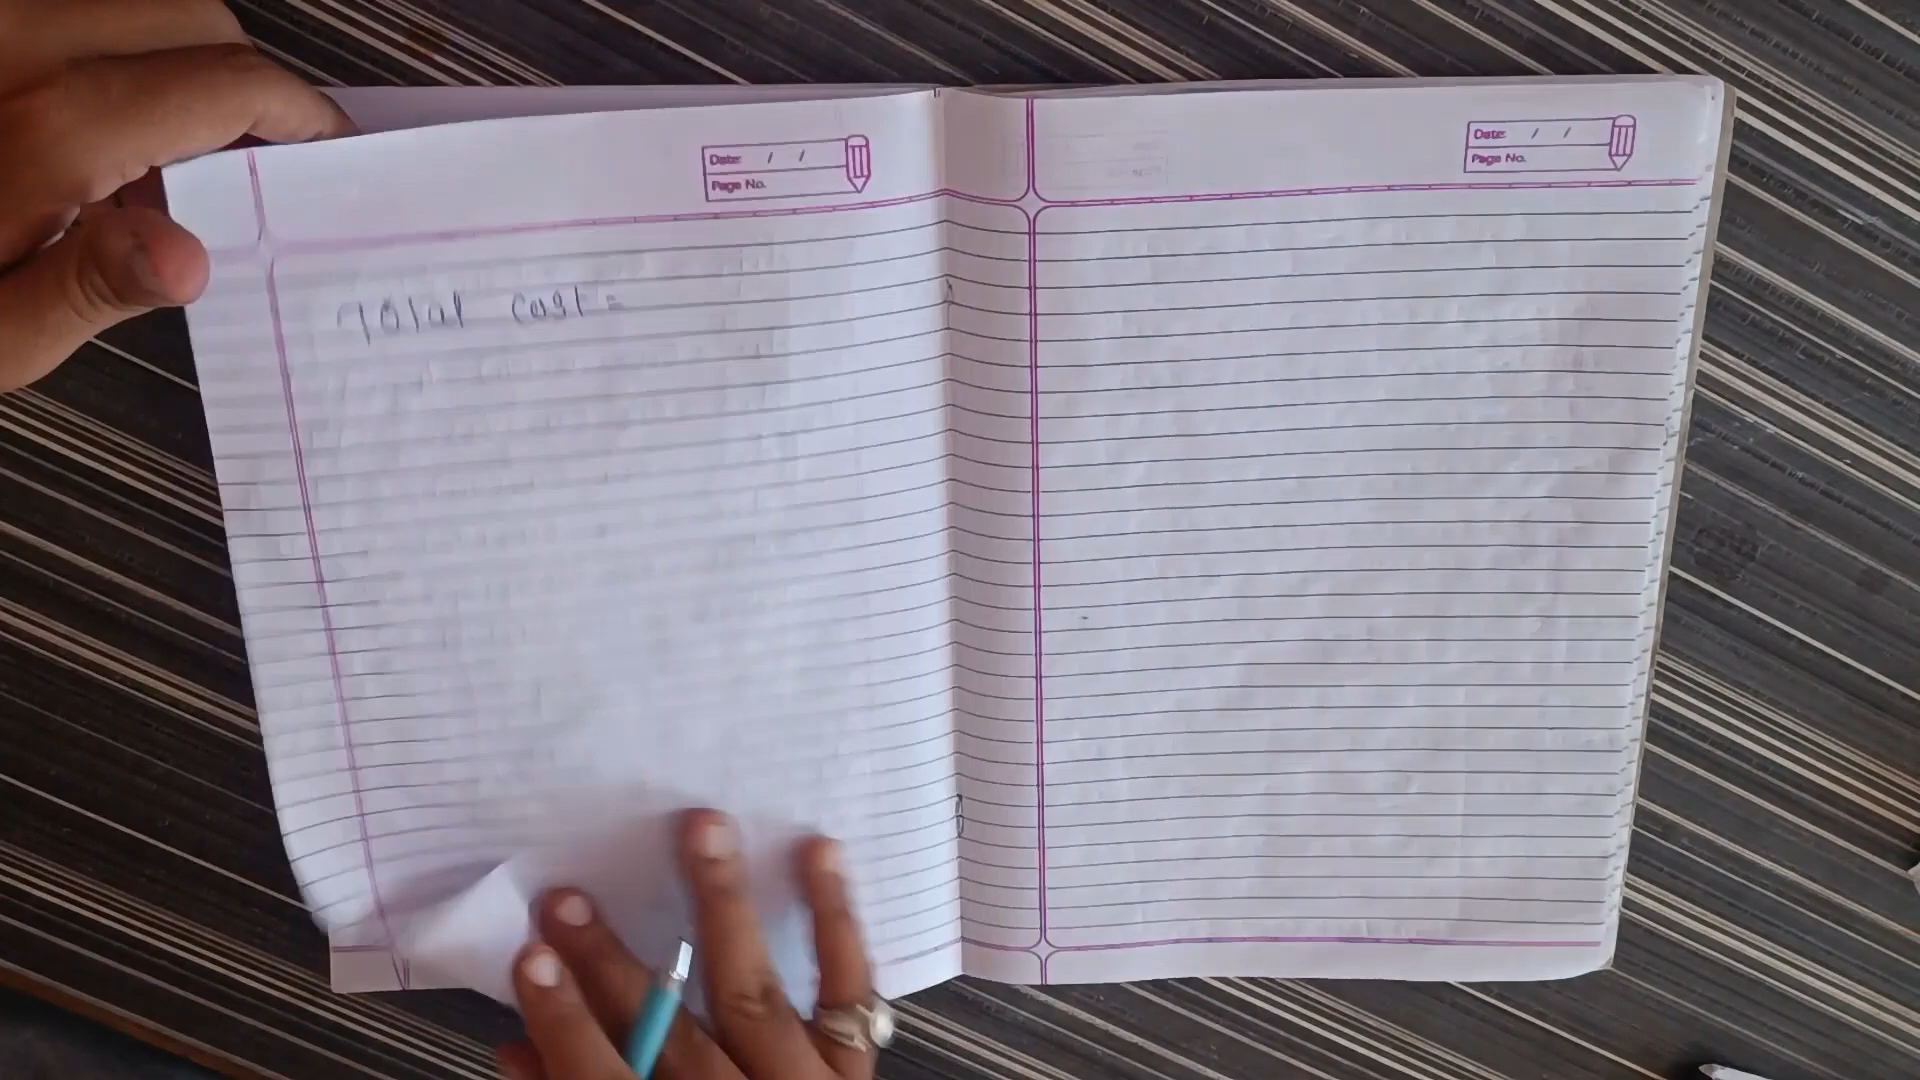 Date: / /
Page No.
Total cost =
Date: / /
Page No.